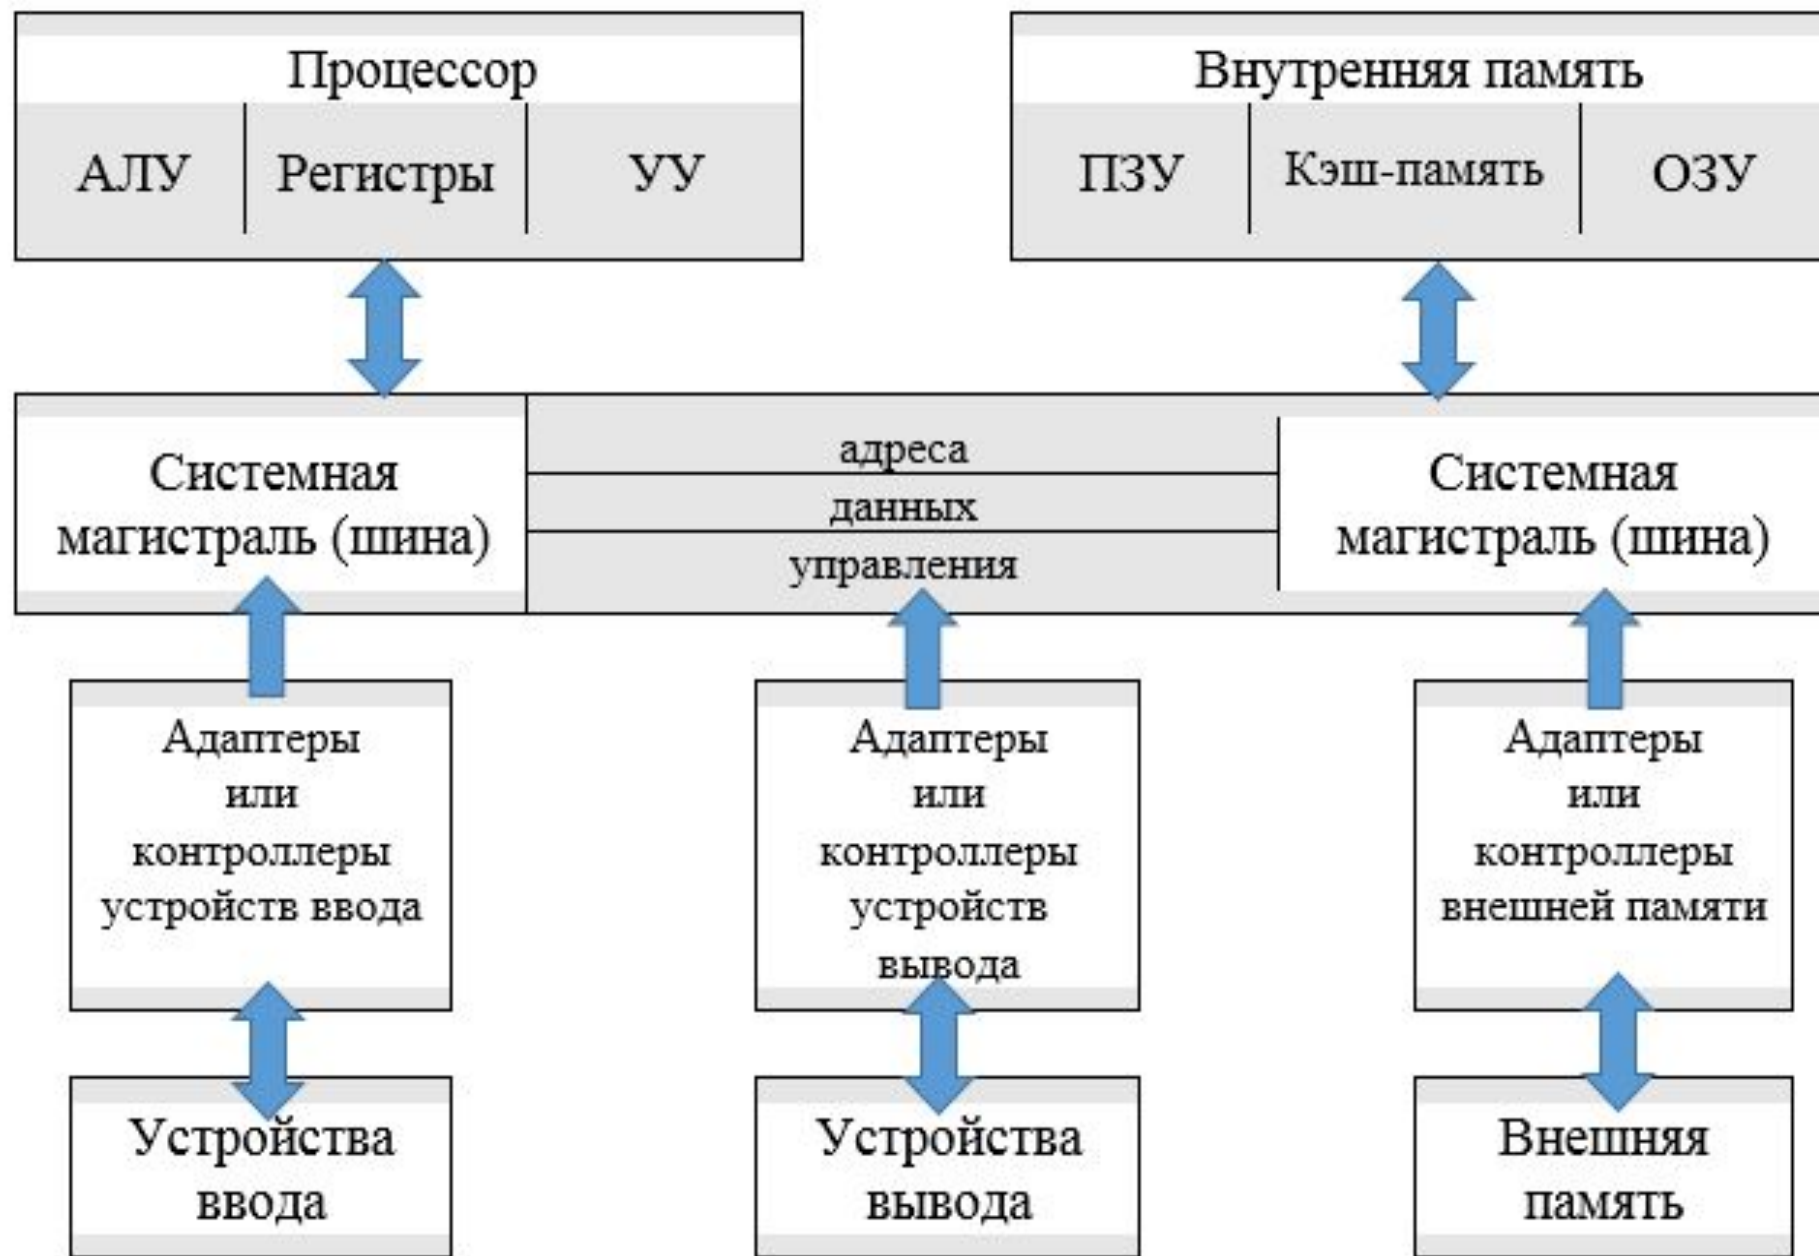 Процессор
АЛУ Регистры УУ
Внутренняя память
ПЗУ Кэш-память ОЗУ
Системная
магистраль (шина)
адреса
данных
управления
Системная
магистраль (шина)
Адаптеры
или
контроллеры
устройств ввода
Адаптеры
или
контроллеры
устройств
вывода
Адаптеры
или
контроллеры
внешней памяти
Устройства
ввода
Устройства
вывода
Внешняя
память